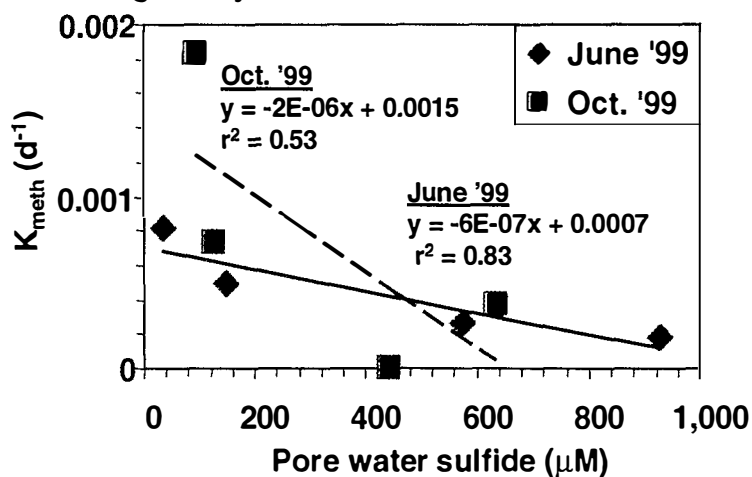 0.002
0.001
0
K_meth (d⁻¹)
June '99
Oct. '99
Oct. '99
y = -2E-06x + 0.0015
r² = 0.53
June '99
y = -6E-07x + 0.0007
r² = 0.83
0 200 400 600 800 1,000
Pore water sulfide (μM)